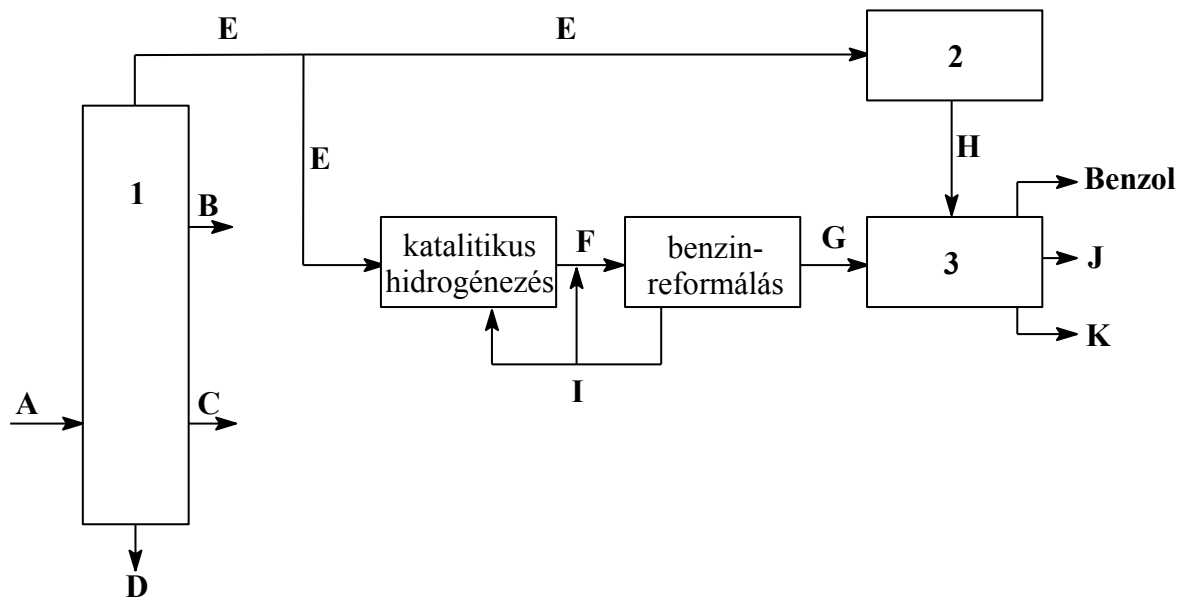 E
E
2
E
H
1
B
Benzol
katalitikus
hidrogénezés
F
benzin-
reformálás
G
3
J
K
I
A
C
D